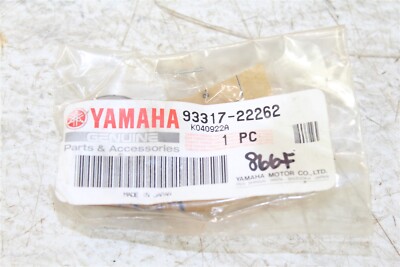 YAMAHA 93317-22262
K040922A
GENUINE
Parts & Accessories
1 PC
866F
YAMAHA MOTOR CO.,LTD.
MADE IN JAPAN